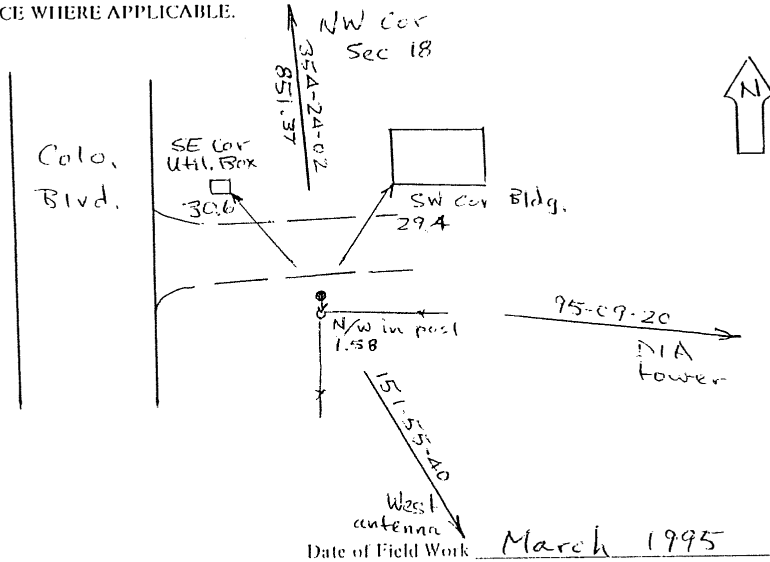 CE WHERE APPLICABLE.
NW Cor
Sec 18
354-24-02
851.37
N
Colo.
Blvd.
SE Cor
Util. Box
30.6
SW Cor Bldg.
29.4
N/W in post
1.58
95-09-20
DIA
tower
151-55-40
West
antenna
Date of Field Work March 1995